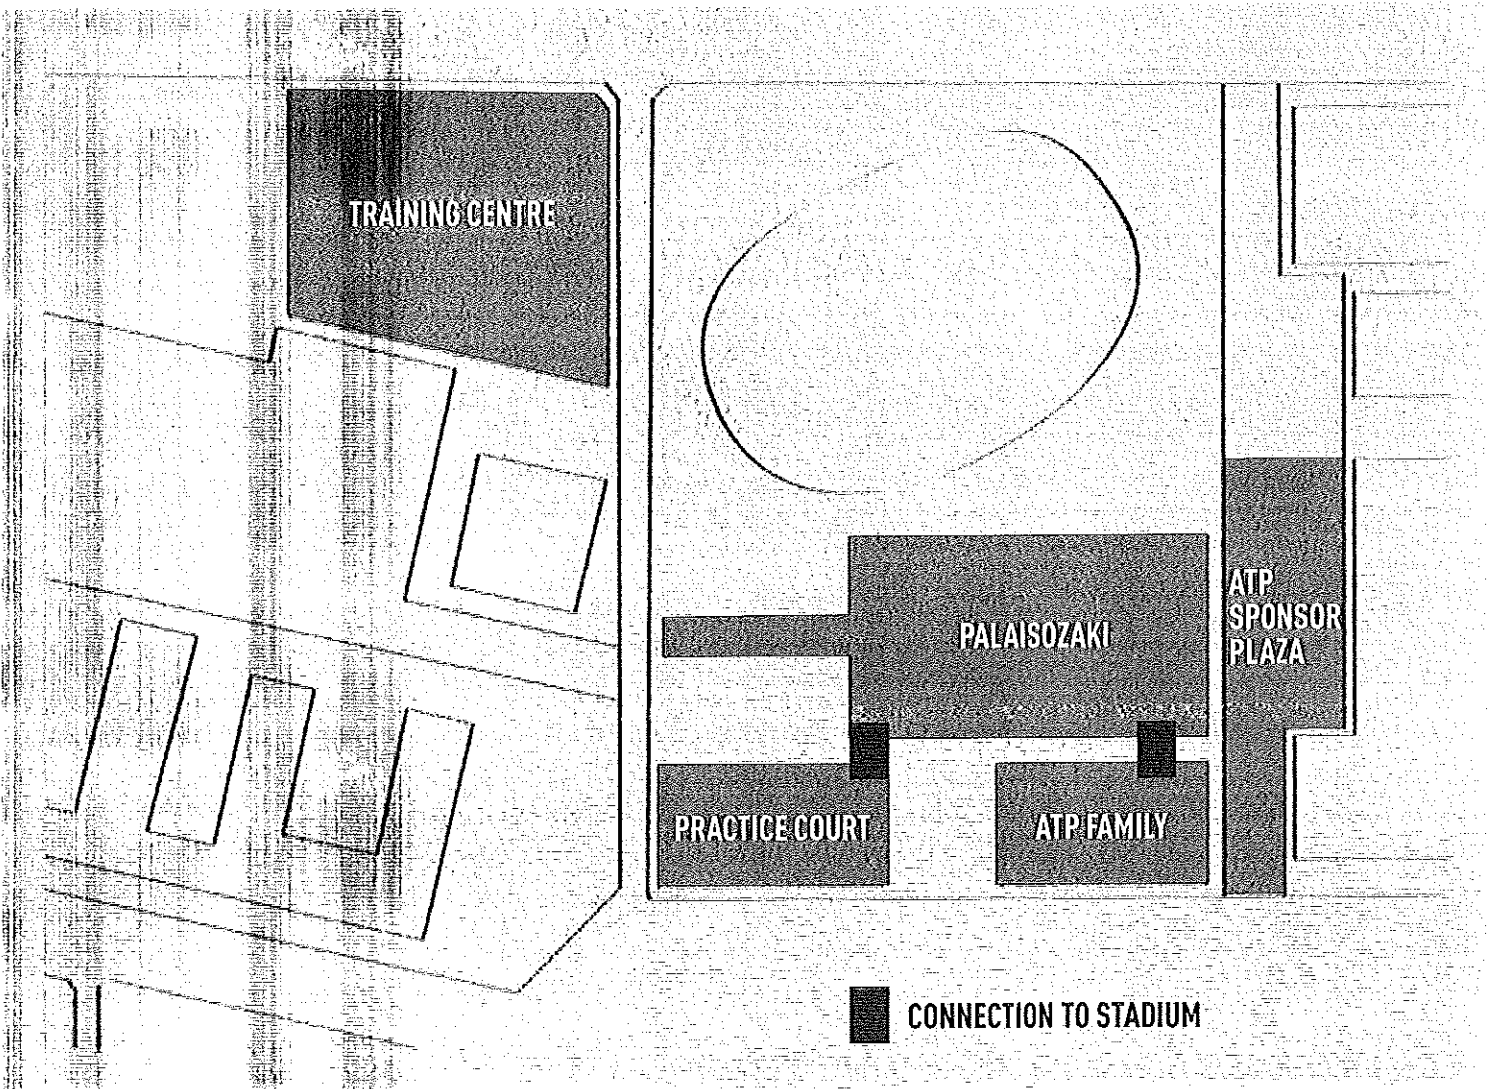 TRAINING CENTRE
ATP
SPONSOR
PLAZA
PALAISOZAKI
PRACTICE COURT
ATP FAMILY
CONNECTION TO STADIUM